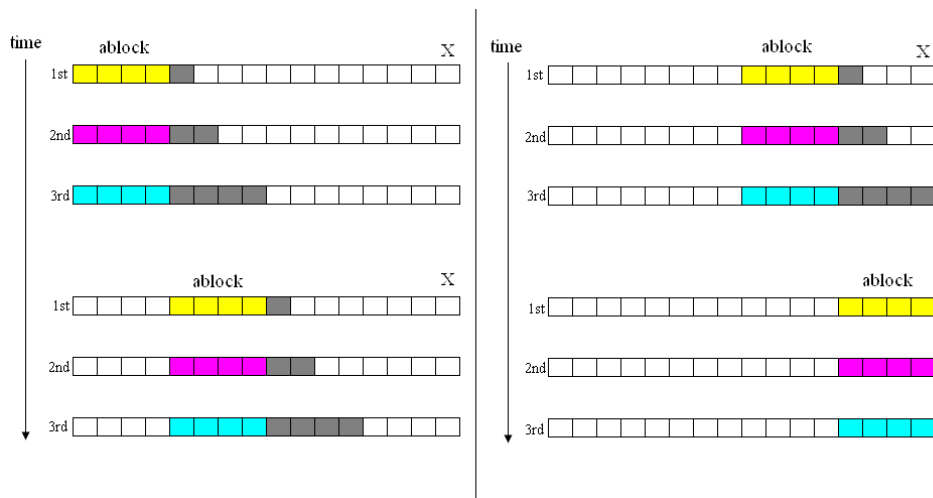 time
ablock
X
1st
2nd
3rd
ablock
X
1st
2nd
3rd
time
ablock
X
1st
2nd
3rd
ablock
1st
2nd
3rd